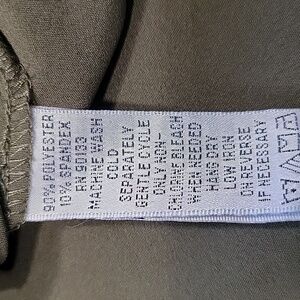 90% POLYESTER
10% SPANDEX
RN 90133
MACHINE WASH
COLD
SEPARATELY
GENTLE CYCLE
ONLY NON-
CHLORINE BLEACH
WHEN NEEDED
HANG DRY
LOW IRON
ON REVERSE
IF NECESSARY